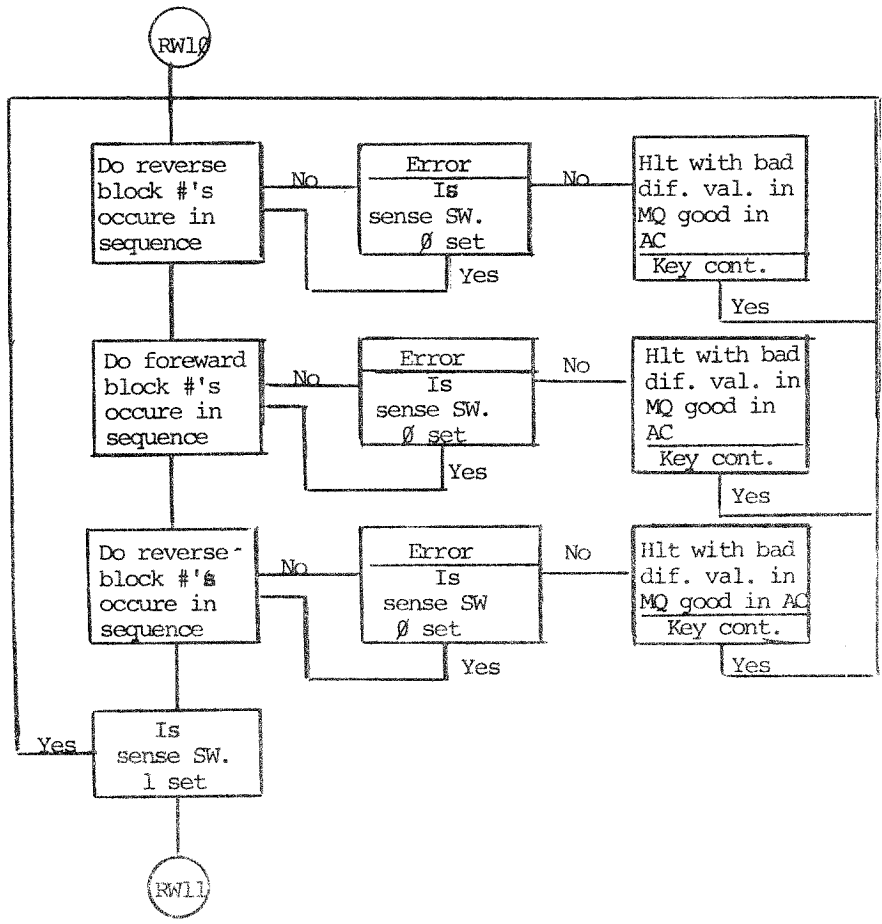 RW1Ø
Do reverse
block #'s
occure in
sequence
No
Error
Is
sense SW.
Ø set
Yes
No
Hlt with bad
dif. val. in
MQ good in
AC
Key cont.
Yes
Do foreward
block #'s
occure in
sequence
No
Error
Is
sense SW.
Ø set
Yes
No
Hlt with bad
dif. val. in
MQ good in
AC
Key cont.
Yes
Do reverse
block #'s
occure in
sequence
No
Error
Is
sense SW
Ø set
Yes
No
Hlt with bad
dif. val. in
MQ good in AC
Key cont.
Yes
Is
sense SW.
1 set
Yes
RW11